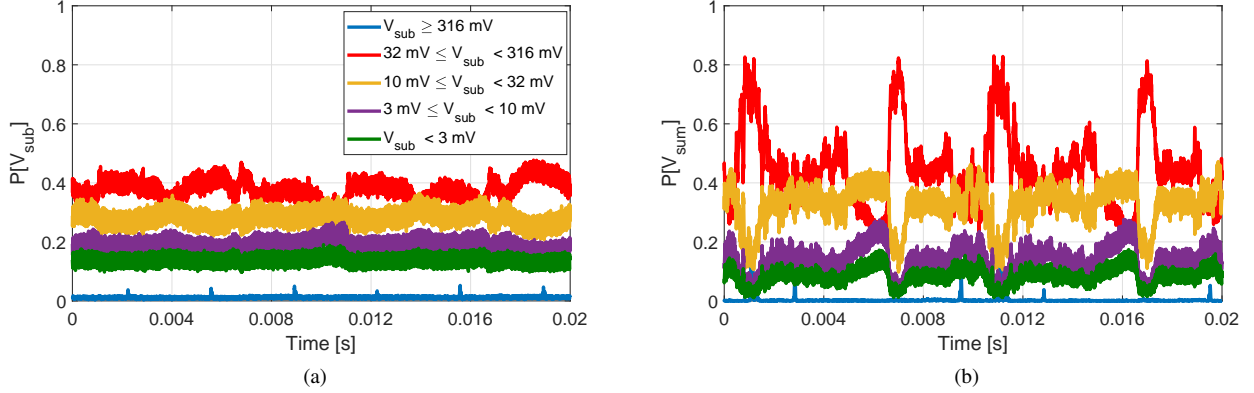 1
0.8
0.6
0.4
0.2
0
P[V_sub]
V_sub ≥ 316 mV
32 mV ≤ V_sub < 316 mV
10 mV ≤ V_sub < 32 mV
3 mV ≤ V_sub < 10 mV
V_sub < 3 mV
0 0.004 0.008 0.012 0.016 0.02
Time [s]
(a)
1
0.8
0.6
0.4
0.2
0
P[V_sum]
0 0.004 0.008 0.012 0.016 0.02
Time [s]
(b)